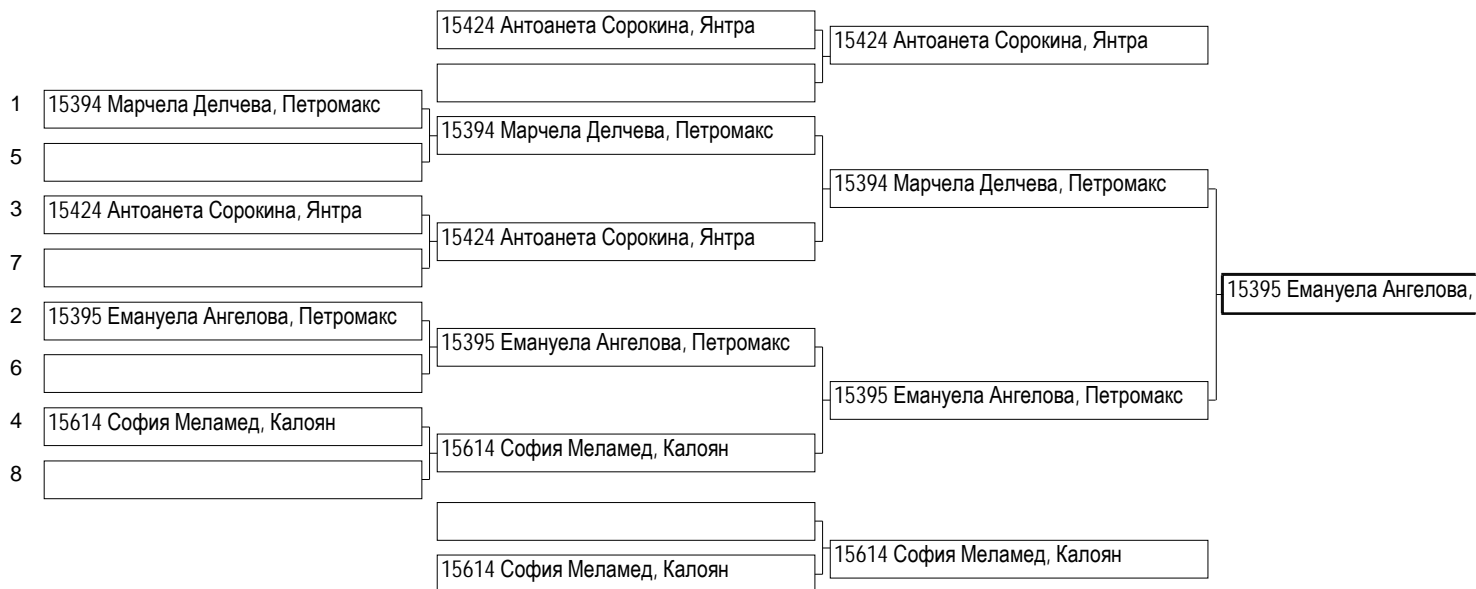 15424 Антоанета Сорокина, Янтра
15424 Антоанета Сорокина, Янтра
1
15394 Марчела Делчева, Петромакс
15394 Марчела Делчева, Петромакс
5
15394 Марчела Делчева, Петромакс
3
15424 Антоанета Сорокина, Янтра
15424 Антоанета Сорокина, Янтра
7
15395 Емануела Ангелова,
2
15395 Емануела Ангелова, Петромакс
15395 Емануела Ангелова, Петромакс
6
15395 Емануела Ангелова, Петромакс
4
15614 София Меламед, Калоян
15614 София Меламед, Калоян
8
15614 София Меламед, Калоян
15614 София Меламед, Калоян